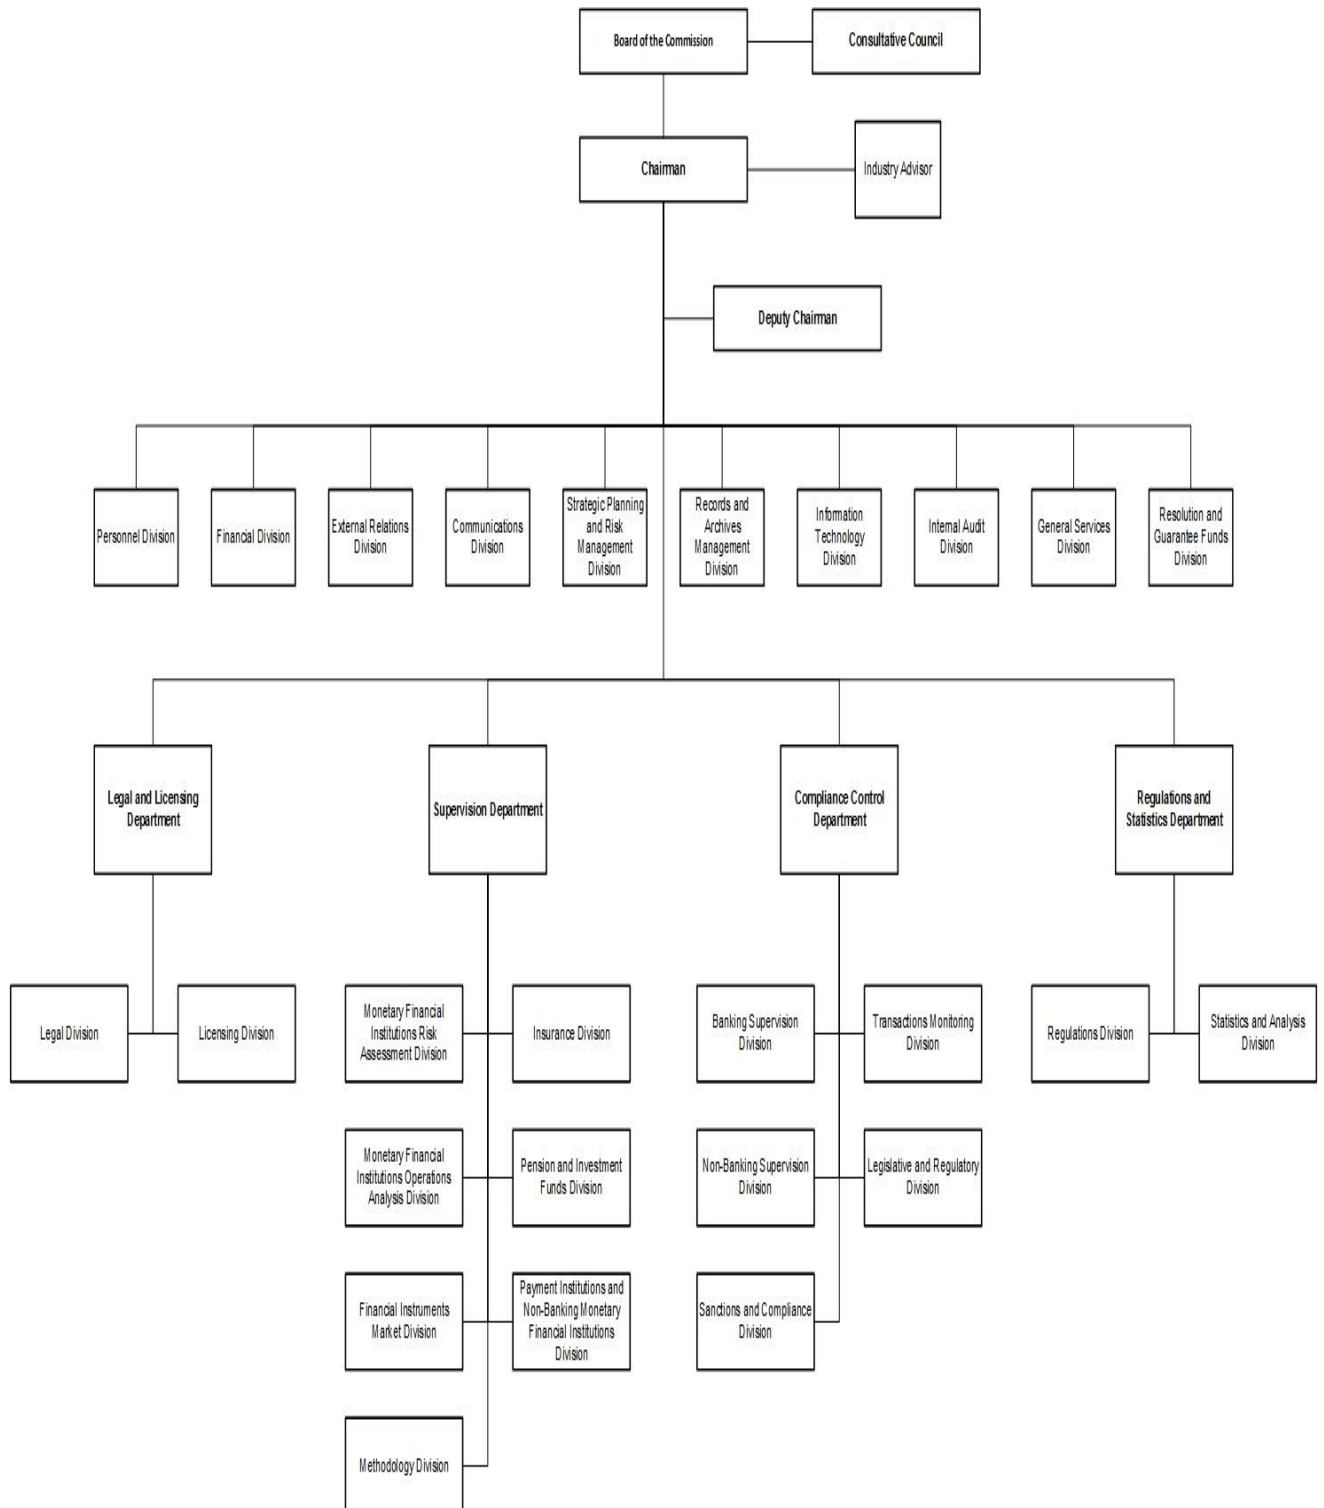 Board of the Commission
Consultative Council
Chairman
Industry Advisor
Deputy Chairman
Personnel Division
Financial Division
External Relations
Division
Communications
Division
Strategic Planning
and Risk
Management
Division
Records and
Archives
Management
Division
Information
Technology
Division
Internal Audit
Division
General Services
Division
Resolution and
Guarantee Funds
Division
Legal and Licensing
Department
Supervision Department
Compliance Control
Department
Regulations and
Statistics Department
Legal Division
Licensing Division
Monetary Financial
Institutions Risk
Assessment Division
Insurance Division
Banking Supervision
Division
Transactions Monitoring
Division
Regulations Division
Statistics and Analysis
Division
Monetary Financial
Institutions Operations
Analysis Division
Pension and Investment
Funds Division
Non-Banking Supervision
Division
Legislative and Regulatory
Division
Financial Instruments
Market Division
Payment Institutions and
Non-Banking Monetary
Financial Institutions
Division
Sanctions and Compliance
Division
Methodology Division